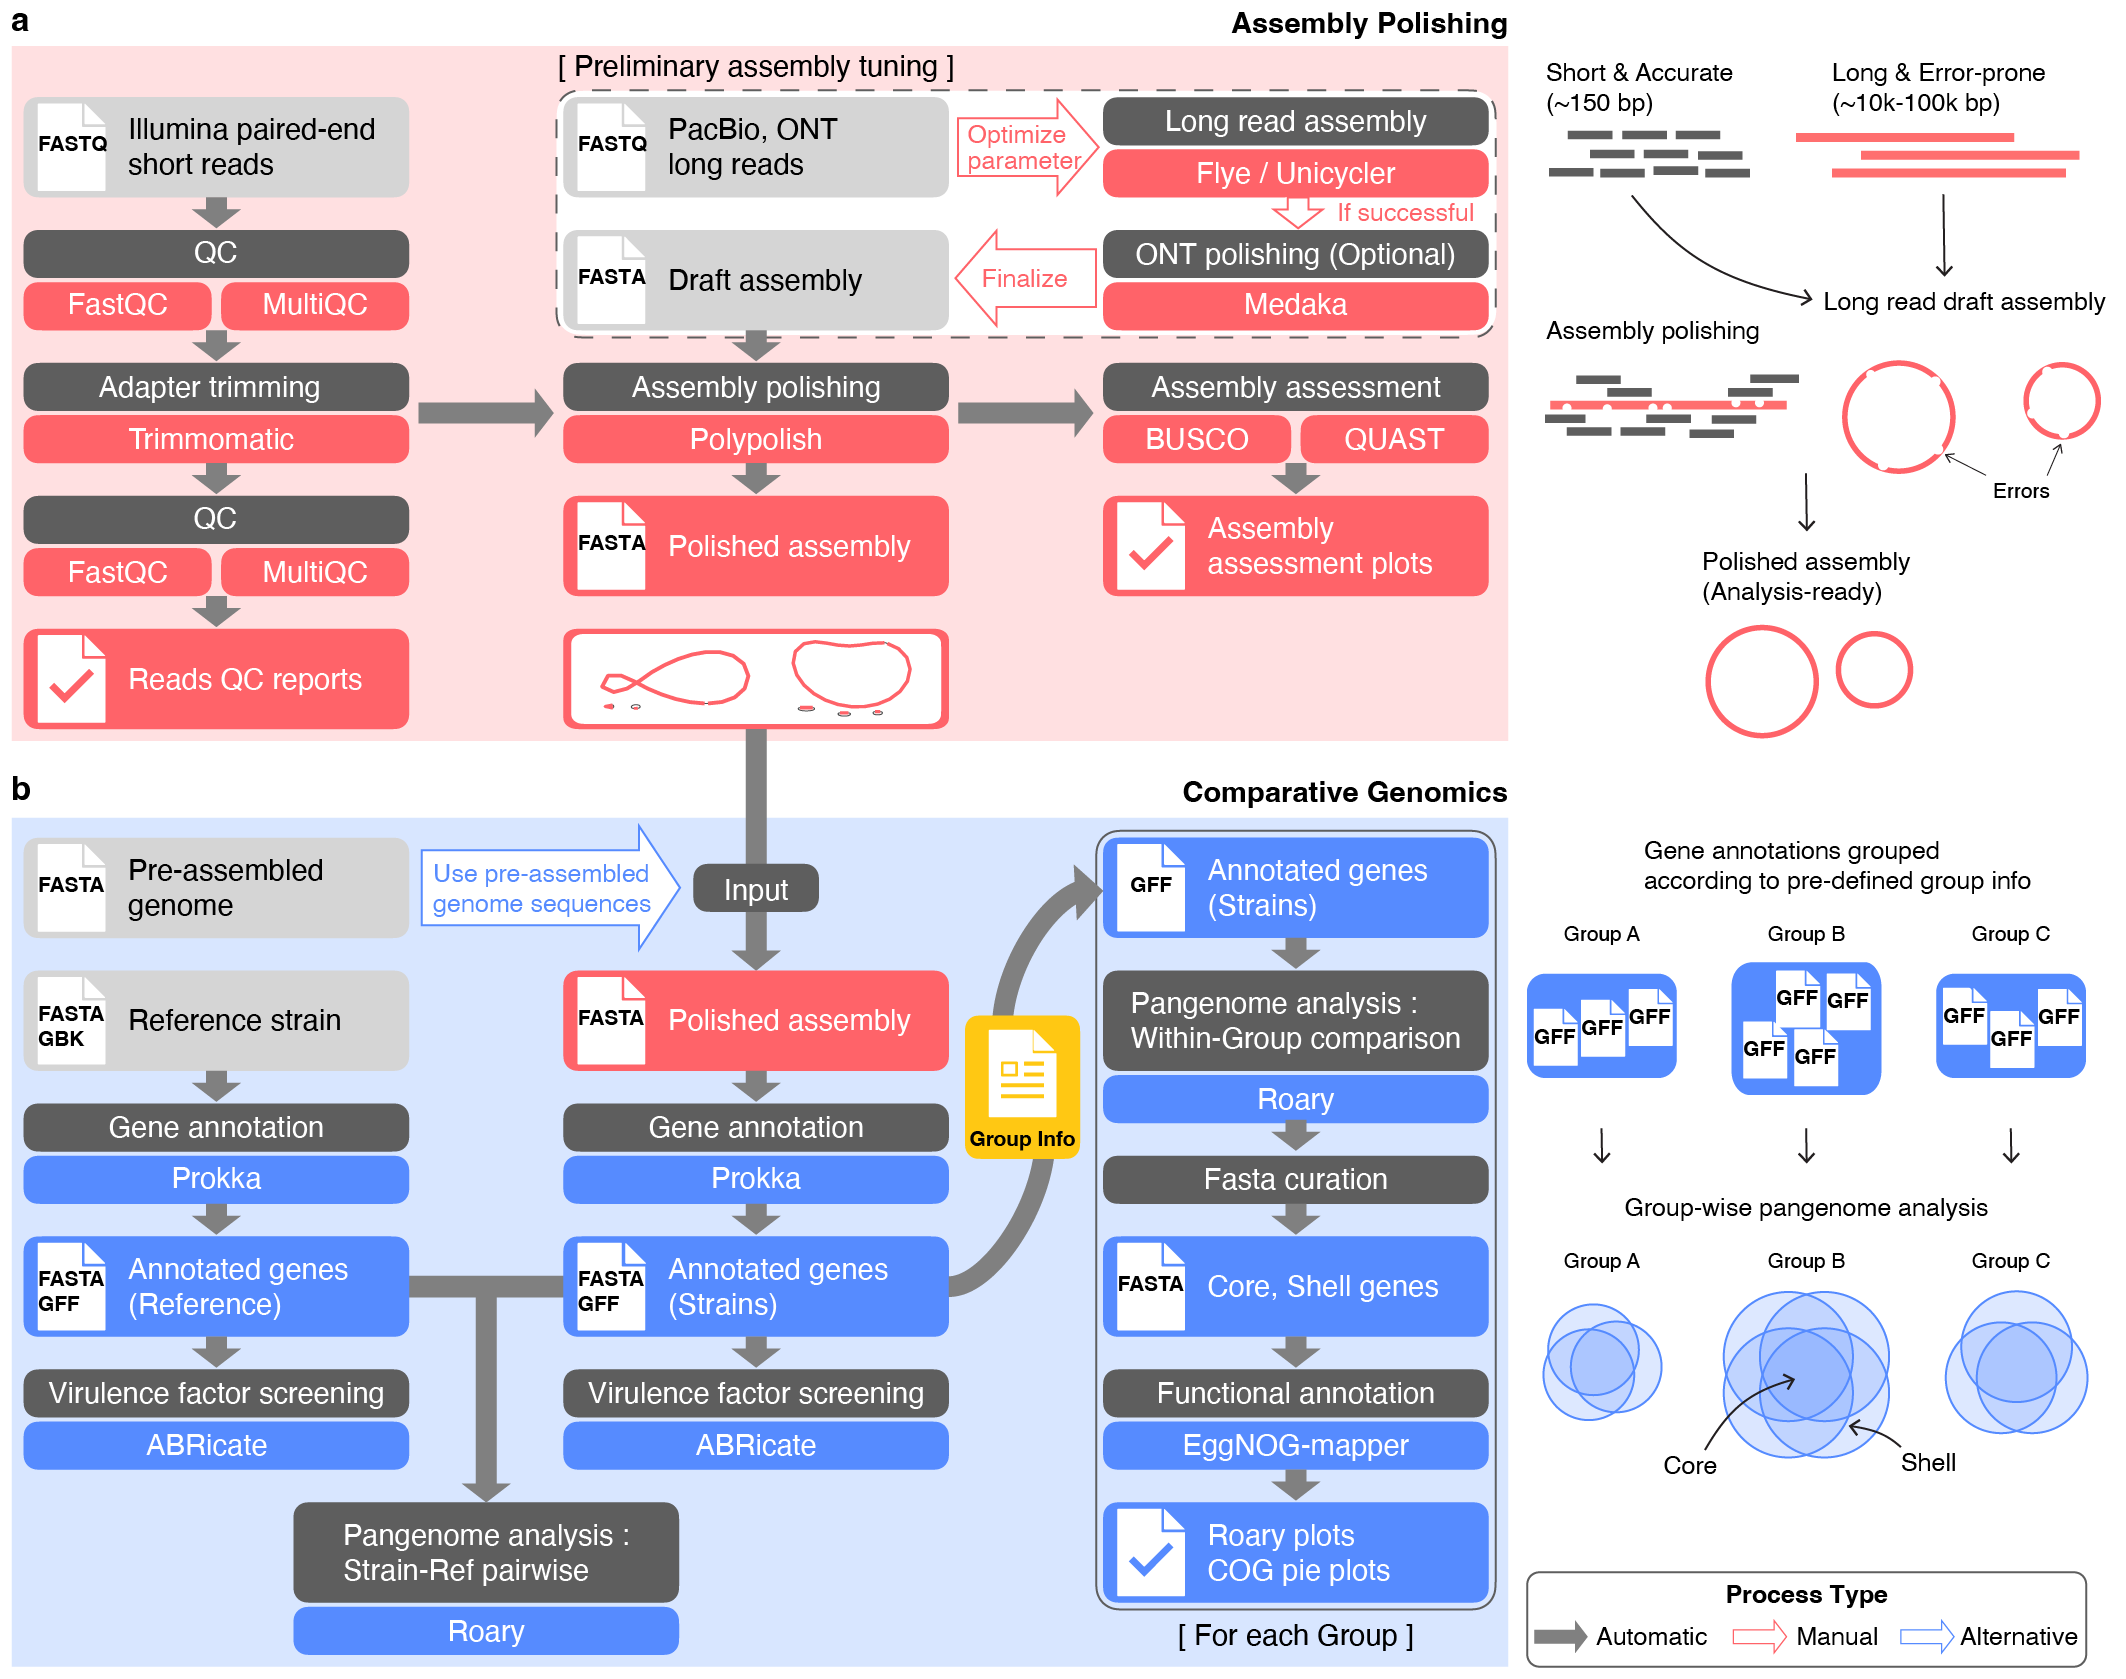 a
Assembly Polishing
[ Preliminary assembly tuning ]
FASTQ
Illumina paired-end
short reads
QC
FastQC
MultiQC
Adapter trimming
Trimmomatic
QC
FastQC
MultiQC
Reads QC reports
FASTQ
PacBio, ONT
long reads
Optimize
parameter
Long read assembly
Flye / Unicycler
If successful
ONT polishing (Optional)
Medaka
Finalize
FASTA
Draft assembly
Assembly polishing
Polypolish
FASTA
Polished assembly
Assembly assessment
BUSCO
QUAST
Assembly
assessment plots
Short & Accurate
(~150 bp)
Long & Error-prone
(~10k-100k bp)
Long read draft assembly
Assembly polishing
Errors
Polished assembly
(Analysis-ready)
b
Comparative Genomics
FASTA
Pre-assembled
genome
Use pre-assembled
genome sequences
Input
FASTA
GBK
Reference strain
Gene annotation
Prokka
FASTA
GFF
Annotated genes
(Reference)
Virulence factor screening
ABRicate
FASTA
Polished assembly
Gene annotation
Prokka
FASTA
GFF
Annotated genes
(Strains)
Virulence factor screening
ABRicate
Pangenome analysis :
Strain-Ref pairwise
Roary
Group Info
GFF
Annotated genes
(Strains)
Pangenome analysis :
Within-Group comparison
Roary
Fasta curation
FASTA
Core, Shell genes
Functional annotation
EggNOG-mapper
Roary plots
COG pie plots
[ For each Group ]
Gene annotations grouped
according to pre-defined group info
Group A
Group B
Group C
GFF
GFF
GFF
GFF
GFF
GFF
GFF
GFF
GFF
GFF
Group-wise pangenome analysis
Group A
Group B
Group C
Core
Shell
Process Type
Automatic
Manual
Alternative